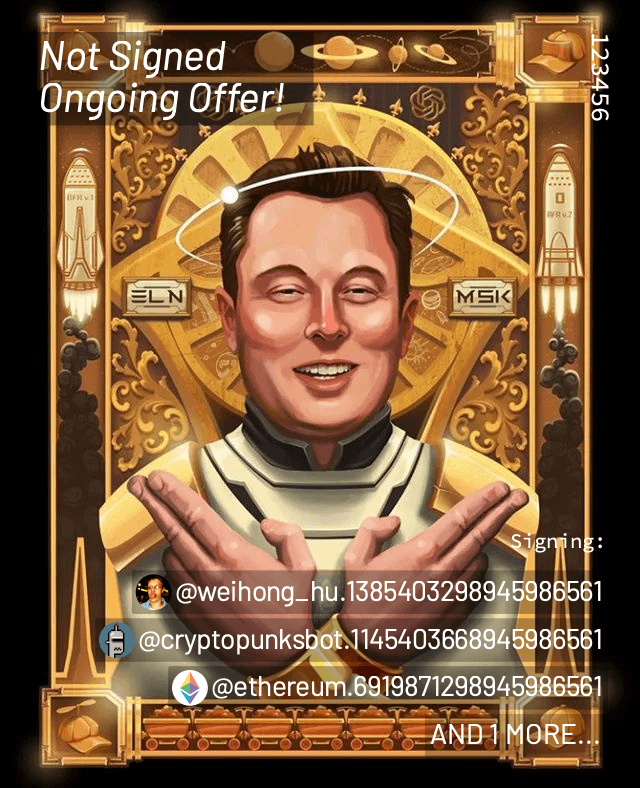 Not Signed
Ongoing Offer!
123456
BFR v.1
BFR v.2
ELN
MSK
Signing:
@weihong_hu.1385403298945986561
@cryptopunksbot.1145403668945986561
@ethereum.6919871298945986561
AND 1 MORE...